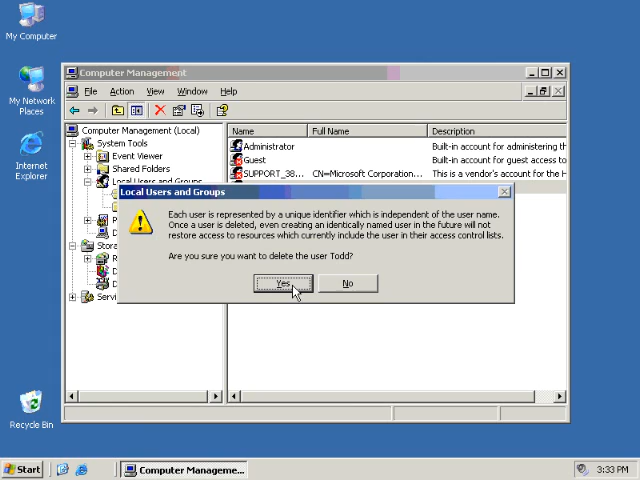 My Computer
My Network
Places
Internet
Explorer
Recycle Bin
Computer Management
File Action View Window Help
Computer Management (Local)
System Tools
Event Viewer
Shared Folders
Local Users and Groups
Name Full Name Description
Administrator Built-in account for administering th
Guest Built-in account for guest access to
SUPPORT_38... CN=Microsoft Corporation... This is a vendor's account for the H
Local Users and Groups
Each user is represented by a unique identifier which is independent of the user name.
Once a user is deleted, even creating an identically named user in the future will not
restore access to resources which currently include the user in their access control lists.
Are you sure you want to delete the user Todd?
Yes No
P
Stora
R
D
D
Servi
Start Computer Manageme... 3:33 PM